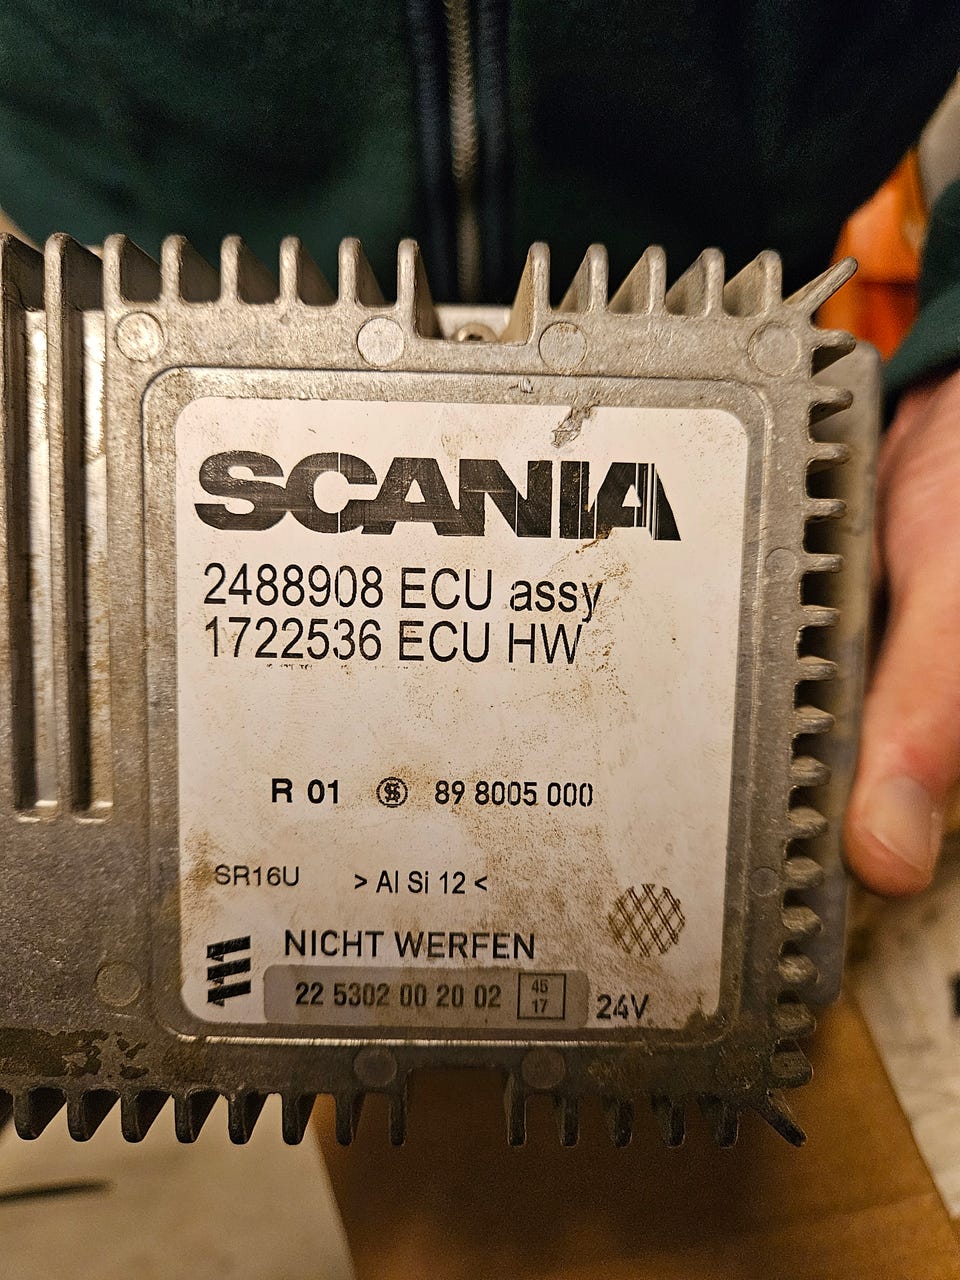 SCANIA
2488908 ECU assy
1722536 ECU HW
R 01 89 8005 000
SR16U > Al Si 12 <
NICHT WERFEN
22 5302 00 20 02 45 17 24V